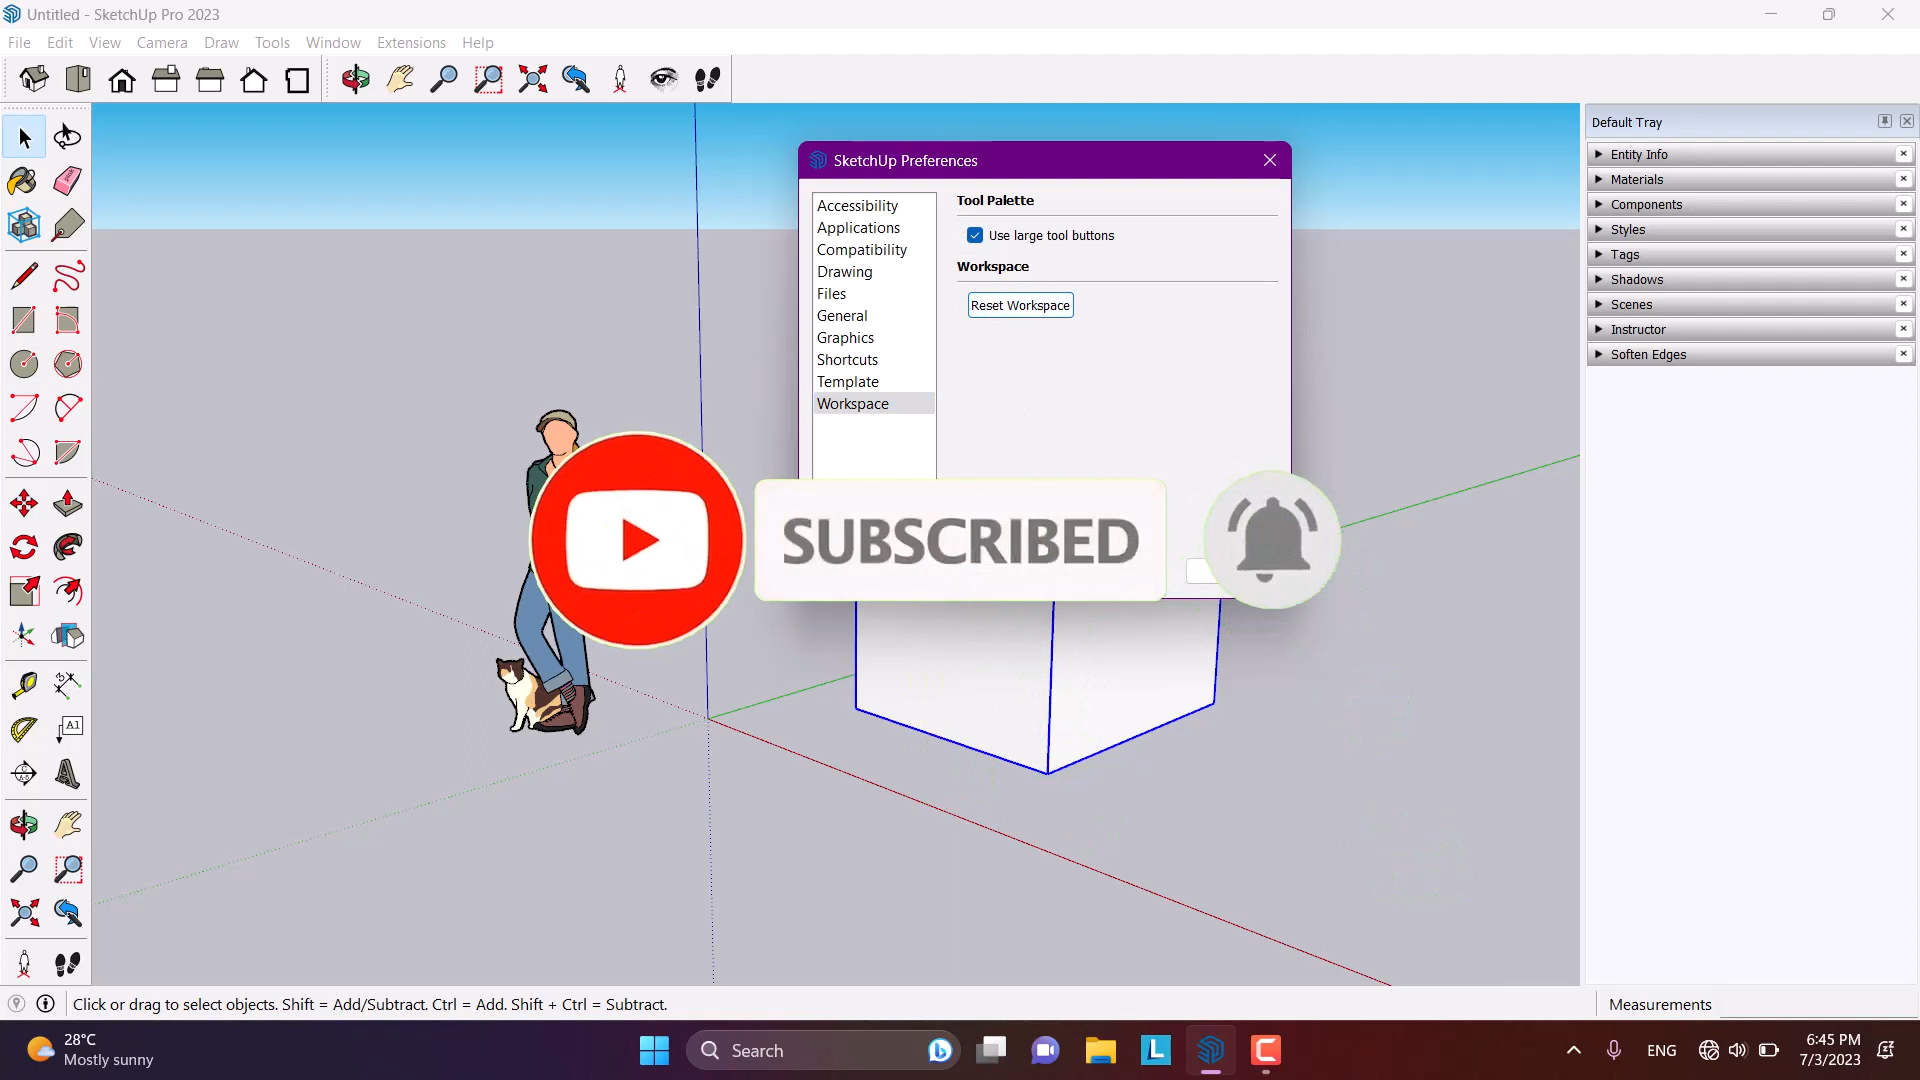 Untitled - SketchUp Pro 2023
File Edit View Camera Draw Tools Window Extensions Help
Default Tray
Entity Info
Materials
Components
Styles
Tags
Shadows
Scenes
Instructor
Soften Edges
SketchUp Preferences
Accessibility
Applications
Compatibility
Drawing
Files
General
Graphics
Shortcuts
Template
Workspace
Tool Palette
Use large tool buttons
Workspace
Reset Workspace
SUBSCRIBED
A1
Click or drag to select objects. Shift = Add/Subtract. Ctrl = Add. Shift + Ctrl = Subtract.
Measurements
28°C
Mostly sunny
Search
L
C
ENG
6:45 PM
7/3/2023